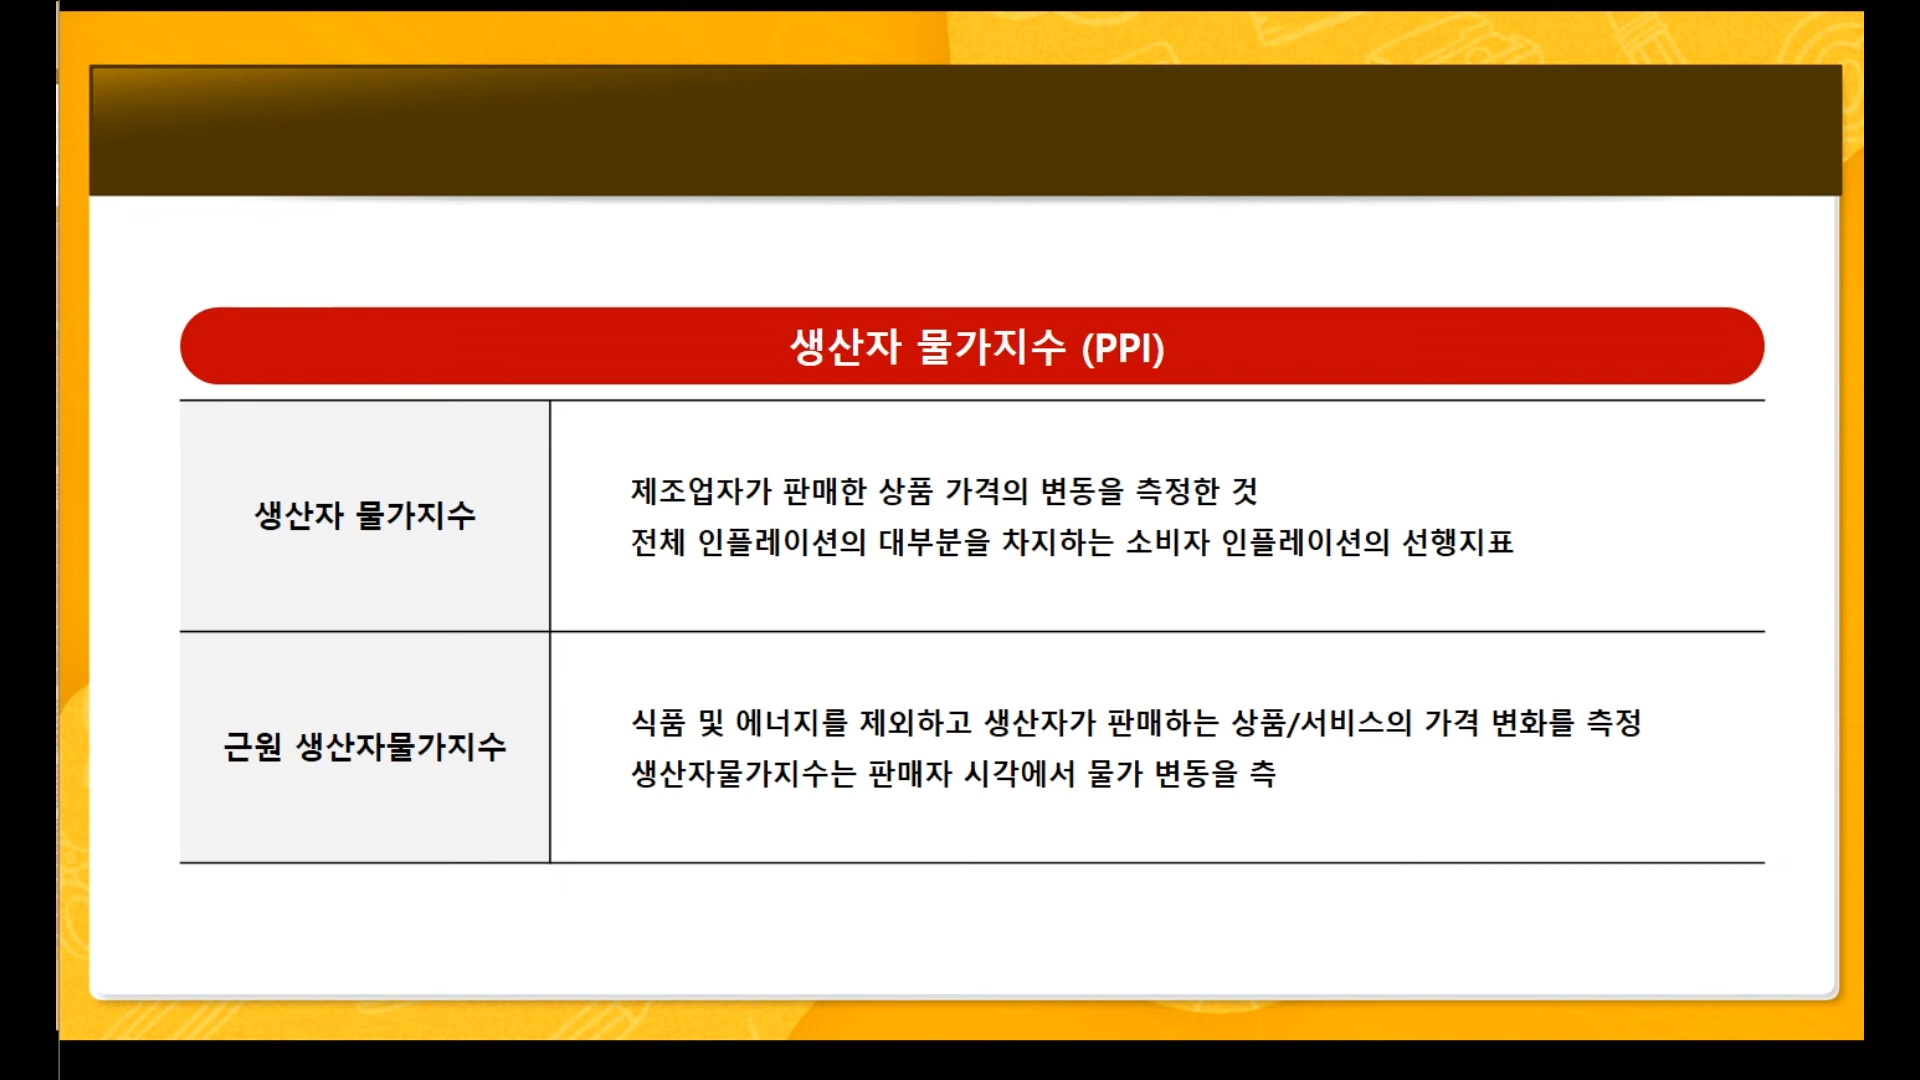 생산자 물가지수 (PPI)
생산자 물가지수
제조업자가 판매한 상품 가격의 변동을 측정한 것
전체 인플레이션의 대부분을 차지하는 소비자 인플레이션의 선행지표
근원 생산자물가지수
식품 및 에너지를 제외하고 생산자가 판매하는 상품/서비스의 가격 변화를 측정
생산자물가지수는 판매자 시각에서 물가 변동을 측